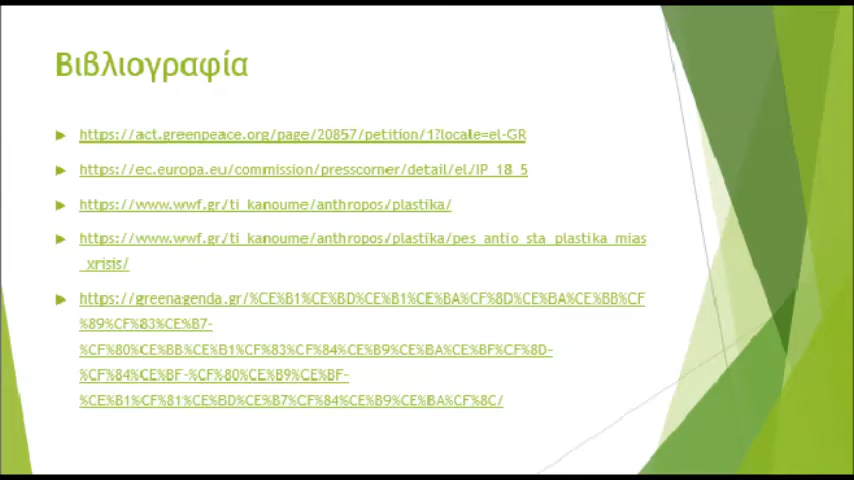 Βιβλιογραφία
https://act.greenpeace.org/page/20857/petition/1?locale=el-GR
https://ec.europa.eu/commission/presscorner/detail/el/IP_18_5
https://www.wwf.gr/ti_kanoume/anthropos/plastika/
https://www.wwf.gr/ti_kanoume/anthropos/plastika/pes_antio_sta_plastika_mias
_xrisis/
https://greenagenda.gr/%CE%B1%CE%BD%CE%B1%CE%BA%CF%8D%CE%BA%CE%BB%CF
%89%CF%83%CE%B7-
%CF%80%CE%BB%CE%B1%CF%83%CF%84%CE%B9%CE%BA%CE%BF%CF%8D-
%CF%84%CE%BF-%CF%80%CE%B9%CE%BF-
%CE%B1%CF%81%CE%BD%CE%B7%CF%84%CE%B9%CE%BA%CF%8C/